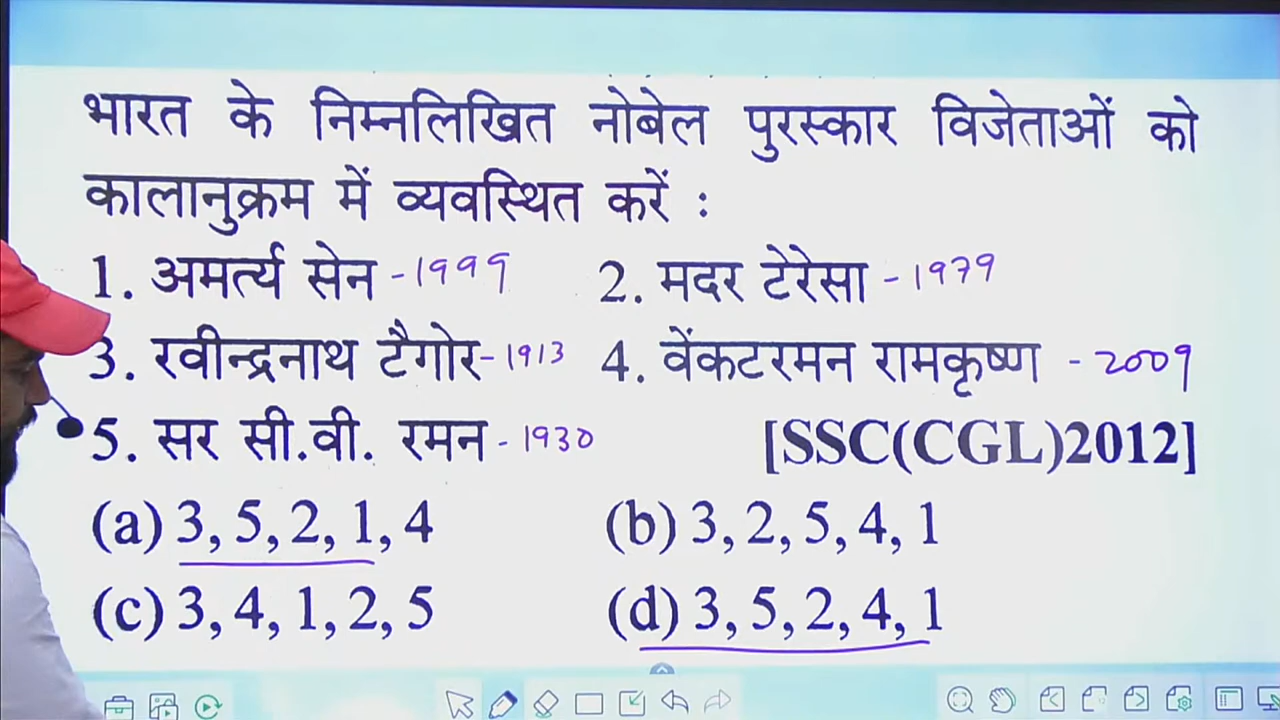 भारत के निम्नलिखित नोबेल पुरस्कार विजेताओं को
कालानुक्रम में व्यवस्थित करें :
1. अमर्त्य सेन -1999 2. मदर टेरेसा -1979
3. रवीन्द्रनाथ टैगोर-1913 4. वेंकटरमन रामकृष्ण -2009
5. सर सी.वी. रमन-1930 [SSC(CGL)2012]
(a) 3, 5, 2, 1, 4 (b) 3, 2, 5, 4, 1
(c) 3, 4, 1, 2, 5 (d) 3, 5, 2, 4, 1